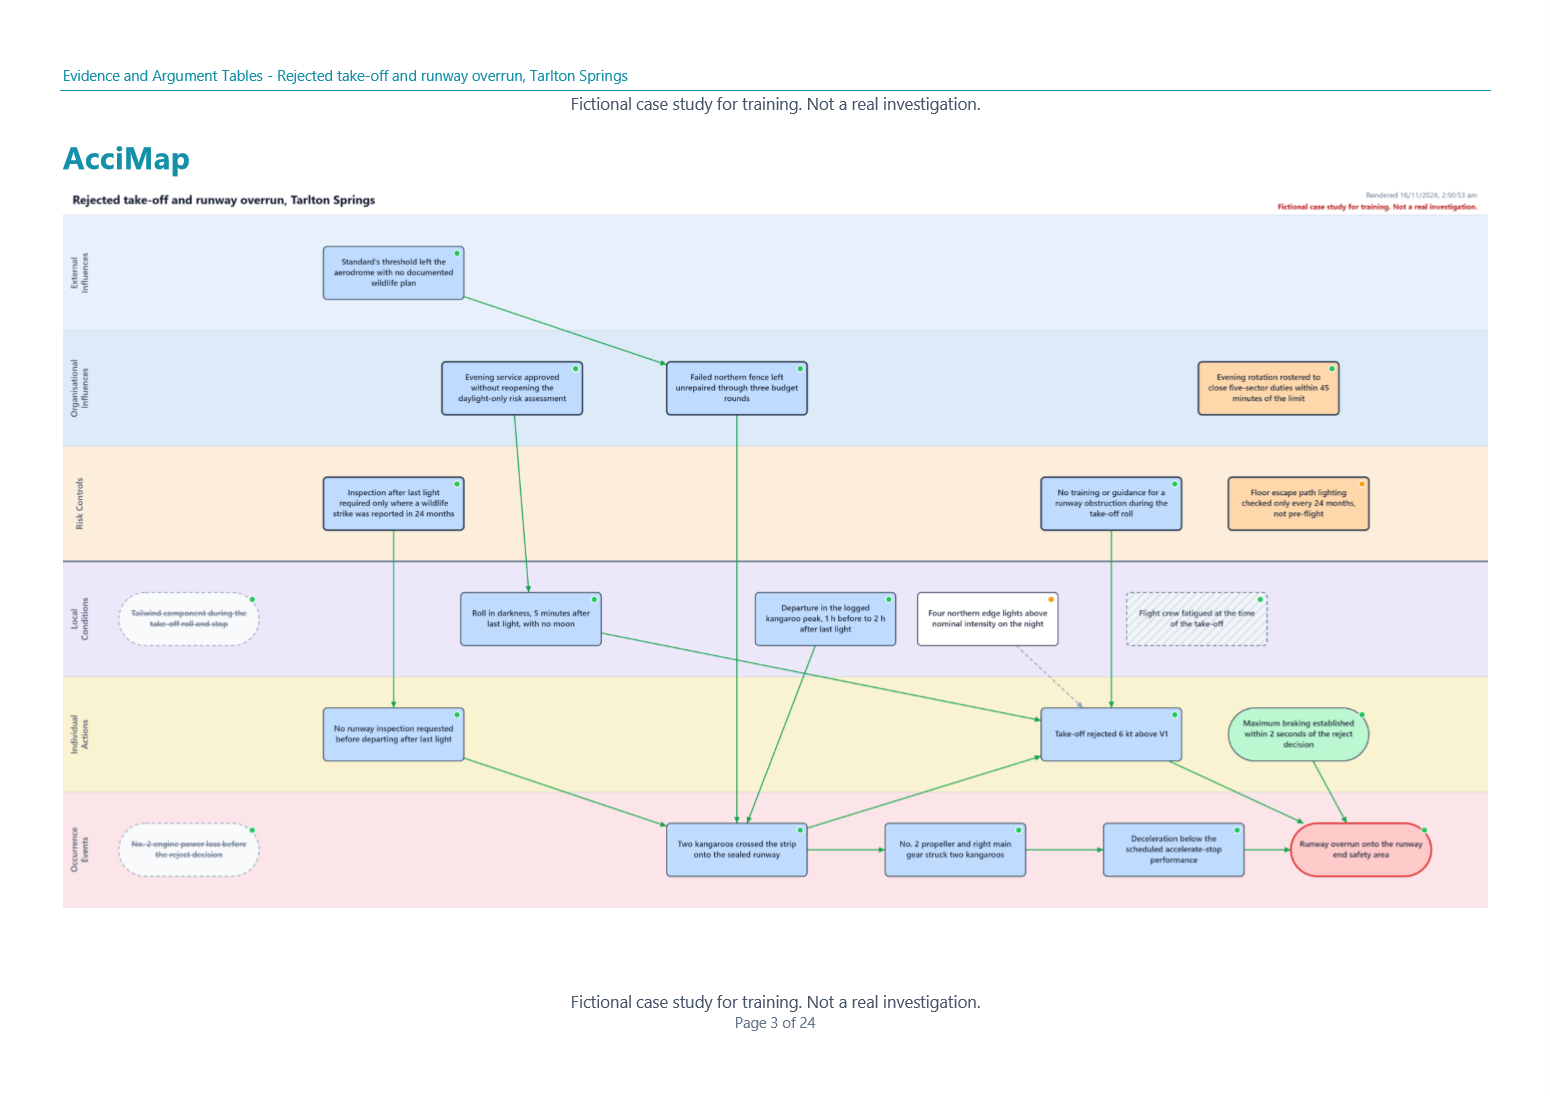 Evidence and Argument Tables - Rejected take-off and runway overrun, Tarlton Springs
Fictional case study for training. Not a real investigation.
AcciMap
Rejected take-off and runway overrun, Tarlton Springs
Rendered 16/11/2026, 2:50:53 am
Fictional case study for training. Not a real investigation.
External
Influences
Standard's threshold left the
aerodrome with no documented
wildlife plan
Organisational
Influences
Evening service approved
without reopening the
daylight-only risk assessment
Failed northern fence left
unrepaired through three budget
rounds
Evening rotation rostered to
close five-sector duties within 45
minutes of the limit
Risk Controls
Inspection after last light
required only where a wildlife
strike was reported in 24 months
No training or guidance for a
runway obstruction during the
take-off roll
Floor escape path lighting
checked only every 24 months,
not pre-flight
Local
Conditions
Tailwind component during the
take-off roll and stop
Roll in darkness, 5 minutes after
last light, with no moon
Departure in the logged
kangaroo peak, 1 h before to 2 h
after last light
Four northern edge lights above
nominal intensity on the night
Flight crew fatigued at the time
of the take-off
Individual
Actions
No runway inspection requested
before departing after last light
Take-off rejected 6 kt above V1
Maximum braking established
within 2 seconds of the reject
decision
Occurrence
Events
No. 2 engine power loss before
the reject decision
Two kangaroos crossed the strip
onto the sealed runway
No. 2 propeller and right main
gear struck two kangaroos
Deceleration below the
scheduled accelerate-stop
performance
Runway overrun onto the runway
end safety area
Fictional case study for training. Not a real investigation.
Page 3 of 24